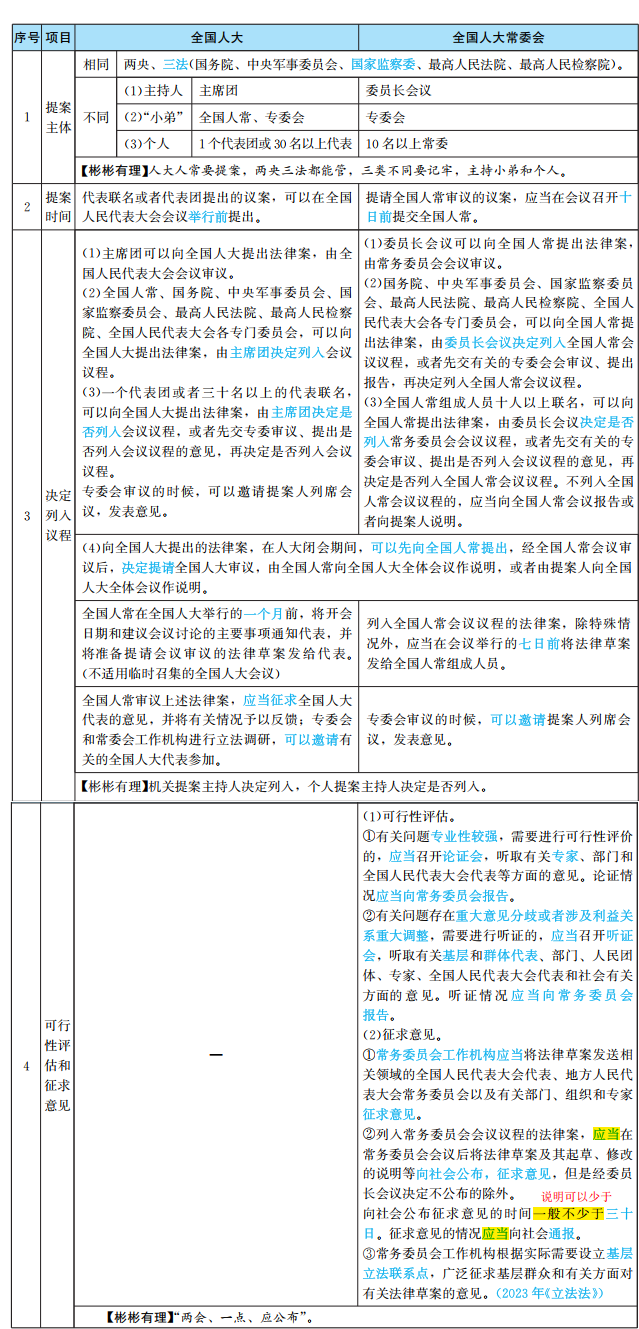 序号 项目 全国人大 全国人大常委会
1
提案
主体
相同 两央、三法(国务院、中央军事委员会、国家监察委、最高人民法院、最高人民检察院)。
不同
(1)主持人 主席团 委员长会议
(2)“小弟” 全国人常、专委会 专委会
(3)个人 1个代表团或30名以上代表 10名以上常委
【彬彬有理】人大人常要提案，两央三法都能管，三类不同要记牢，主持小弟和个人。
2
提案
时间
代表联名或者代表团提出的议案，可以在全国
人民代表大会会议举行前提出。
提请全国人常审议的议案，应当在会议召开十
日前提交全国人常。
3
决定
列入
议程
(1)主席团可以向全国人大提出法律案，由全
国人民代表大会会议审议。
(2)全国人常、国务院、中央军事委员会、国
家监察委员会、最高人民法院、最高人民检察
院、全国人民代表大会各专门委员会，可以向
全国人大提出法律案，由主席团决定列入会议
议程。
(3)一个代表团或者三十名以上的代表联名，
可以向全国人大提出法律案，由主席团决定是
否列入会议议程，或者先交专委审议、提出是
否列入会议议程的意见，再决定是否列入会议
议程。
专委会审议的时候，可以邀请提案人列席会
议，发表意见。
(1)委员长会议可以向全国人常提出法律案，
由常务委员会会议审议。
(2)国务院、中央军事委员会、国家监察委员
会、最高人民法院、最高人民检察院、全国人
民代表大会各专门委员会，可以向全国人常提
出法律案，由委员长会议决定列入全国人常会
议议程，或者先交有关的专委会会审议、提出
报告，再决定列入全国人常会议议程。
(3)全国人常组成人员十人以上联名，可以向
全国人常提出法律案，由委员长会议决定是否
列入常务委员会会议议程，或者先交有关的专
委会审议、提出是否列入会议议程的意见，再
决定是否列入全国人常会议议程。不列入全国
人常会议议程的，应当向全国人常会议报告或
者向提案人说明。
(4)向全国人大提出的法律案，在人大闭会期间，可以先向全国人常提出，经全国人常会议审
议后，决定提请全国人大审议，由全国人常向全国人大全体会议作说明，或者由提案人向全国
人大全体会议作说明。
全国人常在全国人大举行的一个月前，将开会
日期和建议会议讨论的主要事项通知代表，并
将准备提请会议审议的法律草案发给代表。
(不适用临时召集的全国人大会议)
列入全国人常会议议程的法律案，除特殊情
况外，应当在会议举行的七日前将法律草案
发给全国人常组成人员。
全国人常审议上述法律案，应当征求全国人大
代表的意见，并将有关情况予以反馈；专委会
和常委会工作机构进行立法调研，可以邀请有
关的全国人大代表参加。
专委会审议的时候，可以邀请提案人列席会
议，发表意见。
【彬彬有理】机关提案主持人决定列入，个人提案主持人决定是否列入。
4
可行
性评
估和
征求
意见
—
(1)可行性评估。
①有关问题专业性较强，需要进行可行性评价
的，应当召开论证会，听取有关专家、部门和
全国人民代表大会代表等方面的意见。论证情
况应当向常务委员会报告。
②有关问题存在重大意见分歧或者涉及利益关
系重大调整，需要进行听证的，应当召开听证
会，听取有关基层和群体代表、部门、人民团
体、专家、全国人民代表大会代表和社会有关
方面的意见。听证情况应当向常务委员会
报告。
(2)征求意见。
①常务委员会工作机构应当将法律草案发送相
关领域的全国人民代表大会代表、地方人民代
表大会常务委员会以及有关部门、组织和专家
征求意见。
②列入常务委员会会议议程的法律案，应当在
常务委员会会议后将法律草案及其起草、修改
的说明等向社会公布，征求意见，但是经委员
长会议决定不公布的除外。 说明可以少于
向社会公布征求意见的时间一般不少于三十
日。征求意见的情况应当向社会通报。
③常务委员会工作机构根据实际需要设立基层
立法联系点，广泛征求基层群众和有关方面对
有关法律草案的意见。(2023年《立法法》)
【彬彬有理】“两会、一点、应公布”。